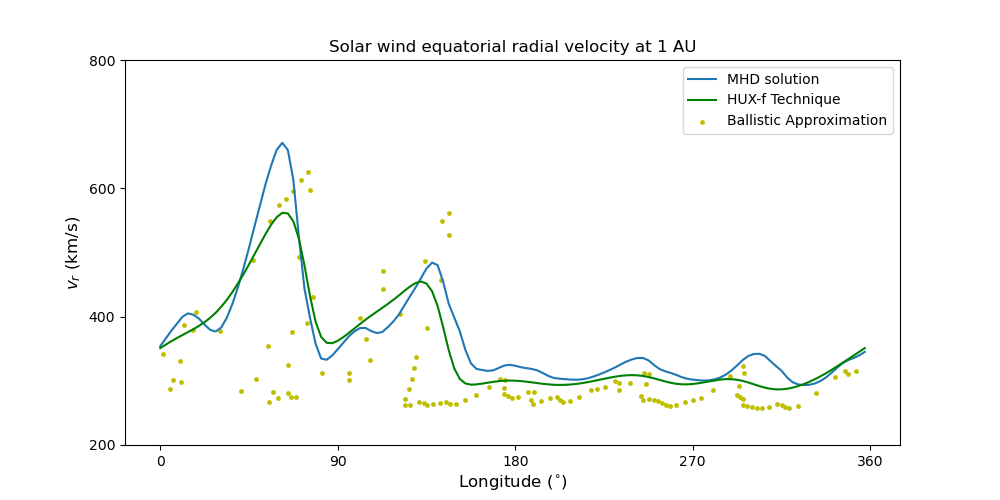 Solar wind equatorial radial velocity at 1 AU
MHD solution
HUX-f Technique
Ballistic Approximation
800
600
400
200
v_r (km/s)
0 90 180 270 360
Longitude (°)